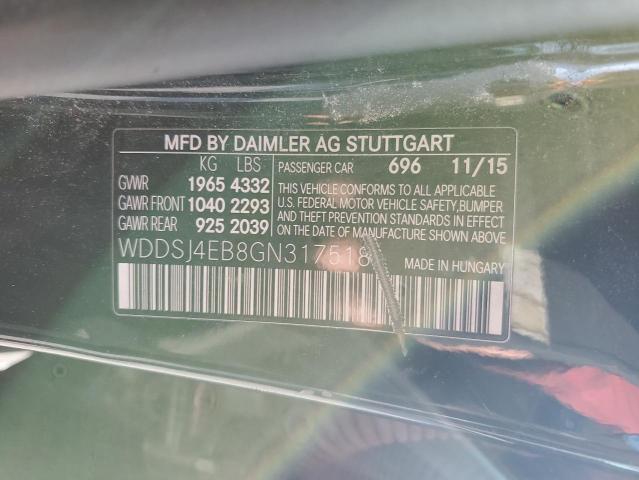 MFD BY DAIMLER AG STUTTGART
KG LBS
GVWR 1965 4332
GAWR FRONT 1040 2293
GAWR REAR 925 2039
PASSENGER CAR 696 11/15
THIS VEHICLE CONFORMS TO ALL APPLICABLE
U.S. FEDERAL MOTOR VEHICLE SAFETY,BUMPER
AND THEFT PREVENTION STANDARDS IN
EFFECT ON THE DATE SHOWN ABOVE.
WDDSJ4EB8GN317518
MADE IN HUNGARY